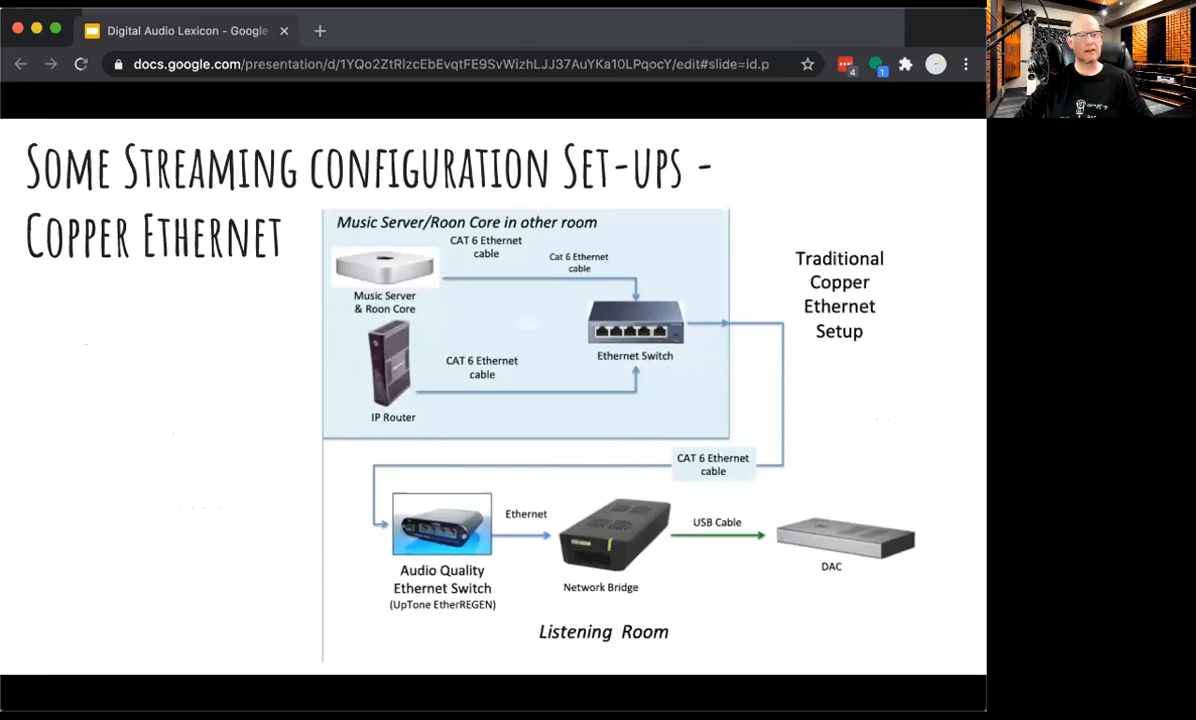 Digital Audio Lexicon - Google
docs.google.com/presentation/d/1YQo2ZtRlzcEbEvqtFE9SvWizhLJJ37AuYKa10LPqocY/edit#slide=id.p
4
1
Some Streaming configuration Set-ups -
Copper Ethernet
Music Server/Roon Core in other room
CAT 6 Ethernet
cable
Cat 6 Ethernet
cable
Music Server
& Roon Core
Ethernet Switch
CAT 6 Ethernet
cable
IP Router
Traditional
Copper
Ethernet
Setup
CAT 6 Ethernet
cable
Ethernet
USB Cable
Audio Quality
Ethernet Switch
(UpTone EtherREGEN)
Network Bridge
DAC
Listening Room